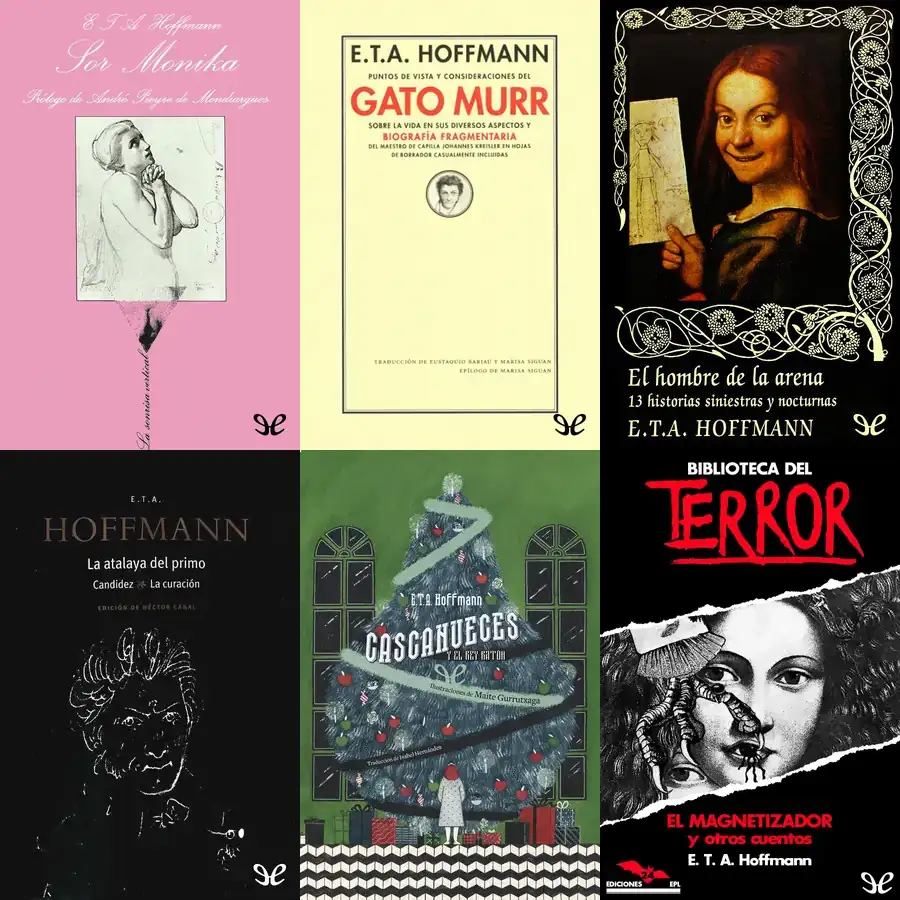 E. T. A. Hoffmann
Sor Monika
Prólogo de André Pieyre de Mandiargues
La sonrisa vertical
E.T.A. HOFFMANN
PUNTOS DE VISTA Y CONSIDERACIONES DEL
GATO MURR
SOBRE LA VIDA EN SUS DIVERSOS ASPECTOS Y
BIOGRAFÍA FRAGMENTARIA
DEL MAESTRO DE CAPILLA JOHANNES KREISLER EN HOJAS
DE BORRADOR CASUALMENTE INCLUIDAS
TRADUCCIÓN DE EUSTAQUIO BARJAU Y MARISA SIGUAN
EPÍLOGO DE MARISA SIGUAN
El hombre de la arena
13 historias siniestras y nocturnas
E.T.A. HOFFMANN
E.T.A.
HOFFMANN
La atalaya del primo
Candidez La curación
EDICIÓN DE HÉCTOR CANAL
E.T.A. Hoffmann
CASCANUECES
Y EL REY RATÓN
Ilustraciones de Maite Gurrutxaga
Traducción de Isabel Hernández
BIBLIOTECA DEL
TERROR
EL MAGNETIZADOR
y otros cuentos
E. T. A. Hoffmann
EDICIONES EPL